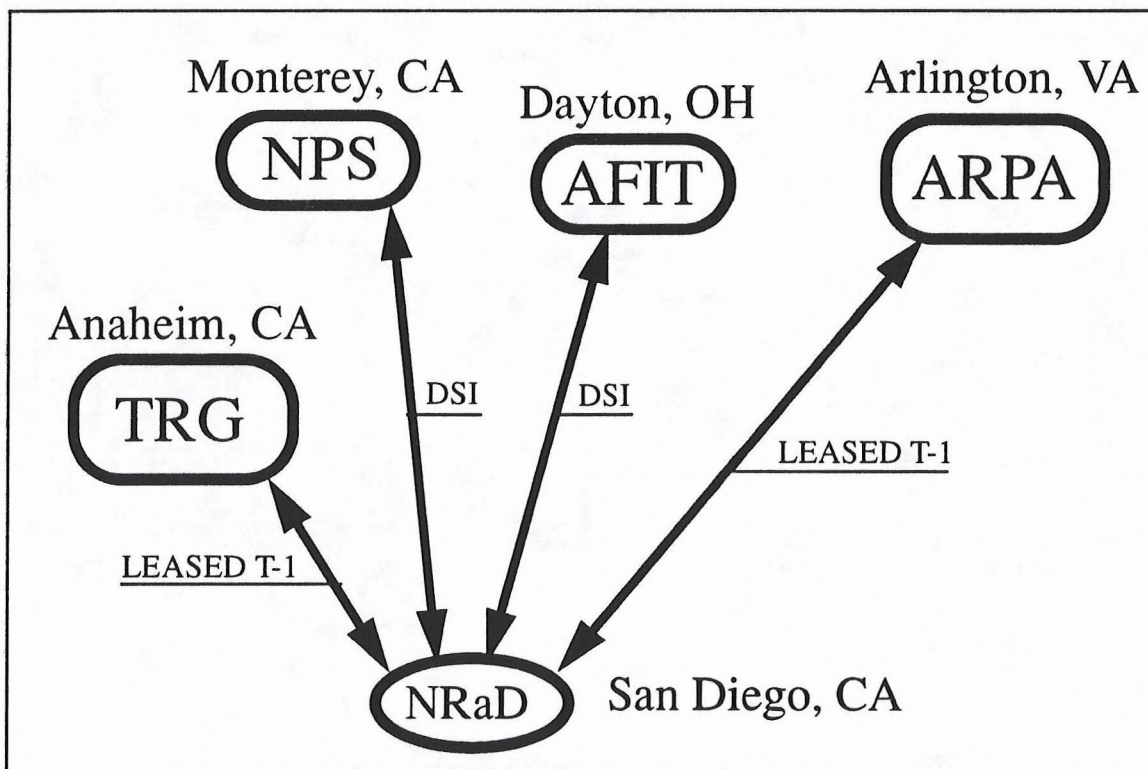 Monterey, CA
NPS
Dayton, OH
AFIT
Arlington, VA
ARPA
Anaheim, CA
TRG
DSI
DSI
LEASED T-1
LEASED T-1
NRaD
San Diego, CA